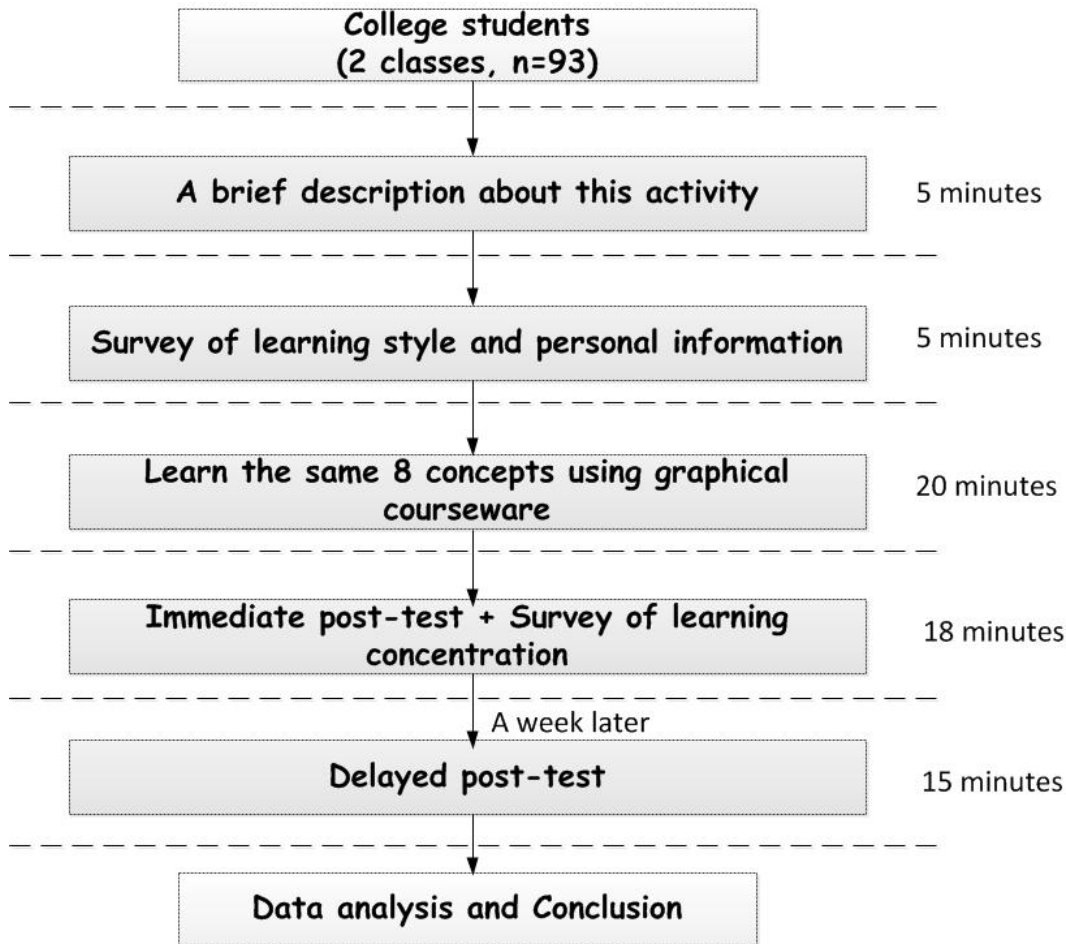 College students
(2 classes, n=93)
A brief description about this activity
5 minutes
Survey of learning style and personal information
5 minutes
Learn the same 8 concepts using graphical
courseware
20 minutes
Immediate post-test + Survey of learning
concentration
18 minutes
A week later
Delayed post-test
15 minutes
Data analysis and Conclusion